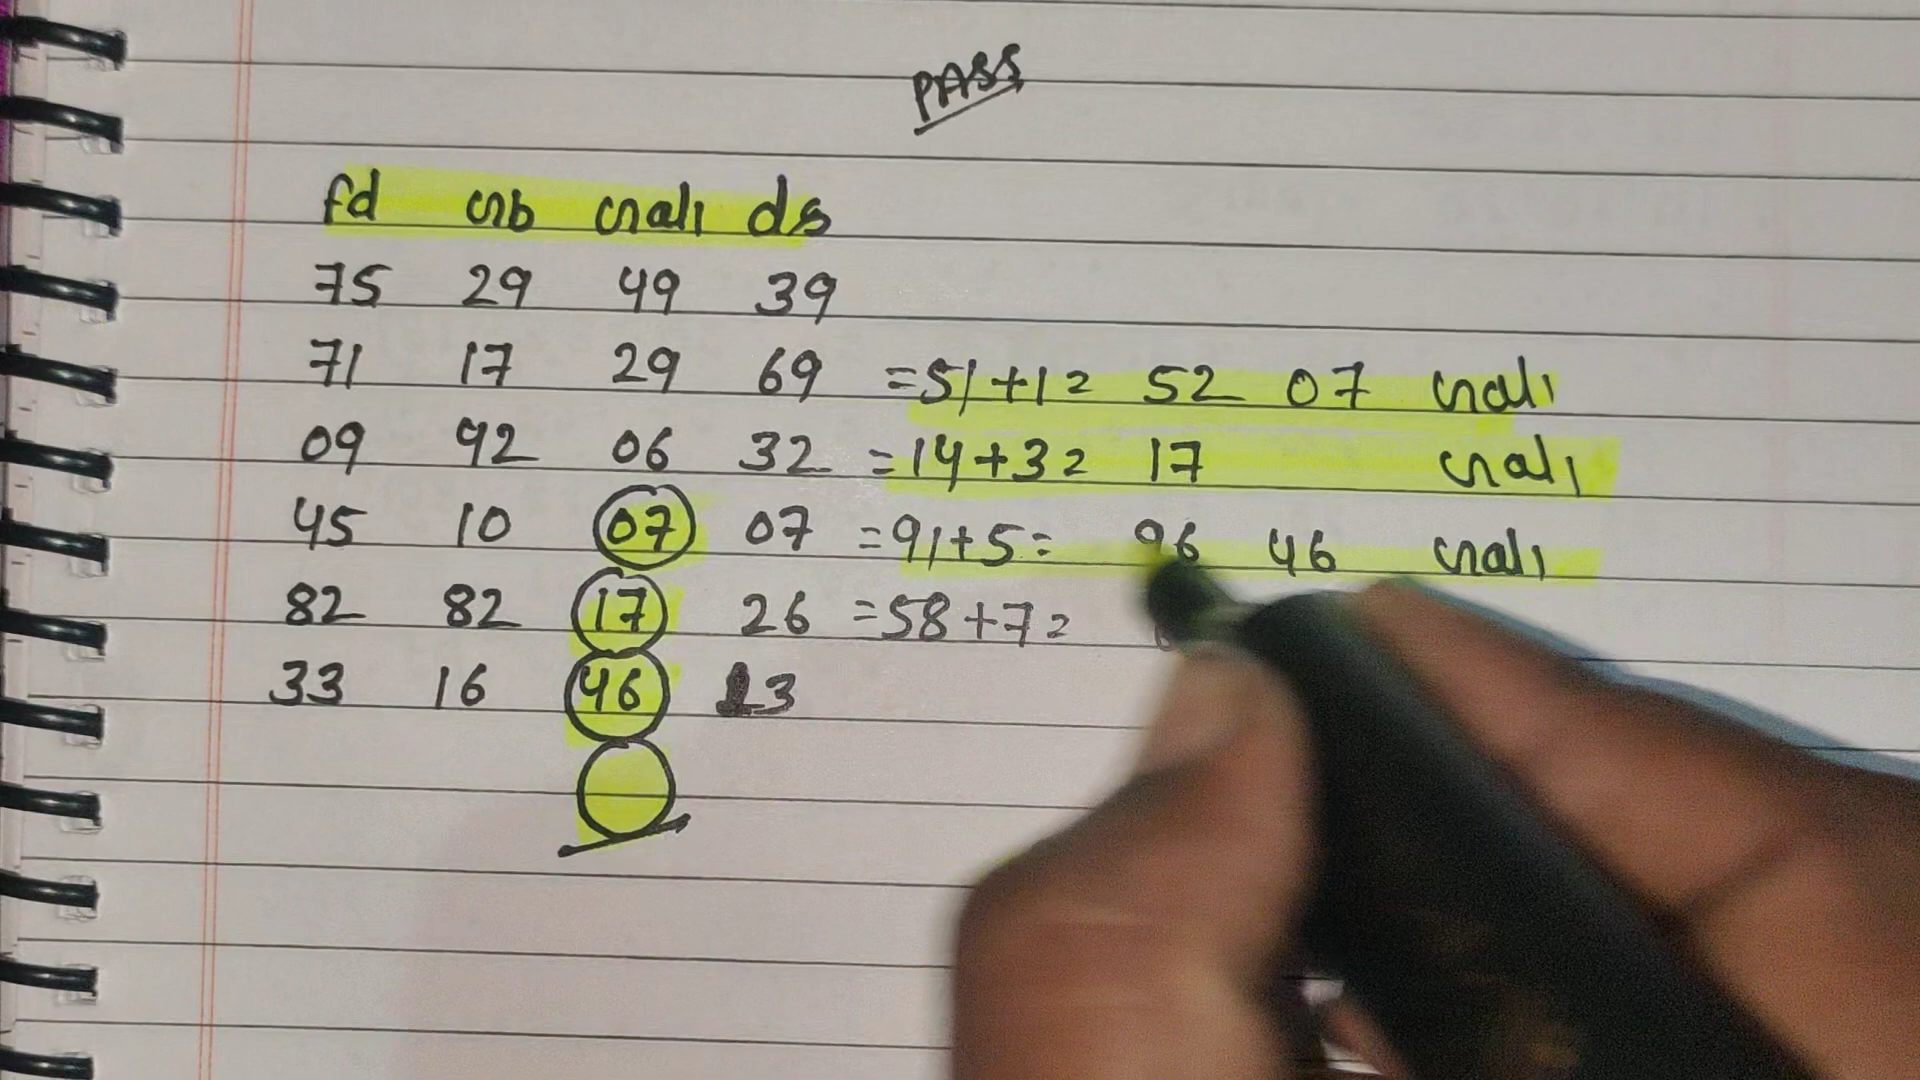 PASS
fd gb gali ds
75 29 49 39
71 17 29 69 =51+1= 52 07 gali
09 92 06 32 =14+3= 17 gali
45 10 07 07 =91+5= 96 46 gali
82 82 17 26 =58+7=
33 16 46 13